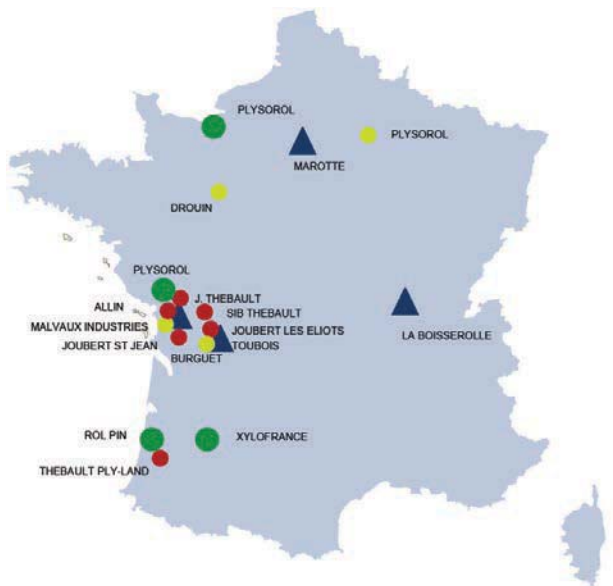 PLYSOROL
PLYSOROL
MAROTTE
DROUIN
PLYSOROL
J. THEBAULT
ALLIN
SIB THEBAULT
MALVAUX INDUSTRIES
JOUBERT LES ELIOTS
LA BOISSEROLLE
JOUBERT ST JEAN
TOUBOIS
BURGUET
ROL PIN
XYLOFRANCE
THEBAULT PLY-LAND